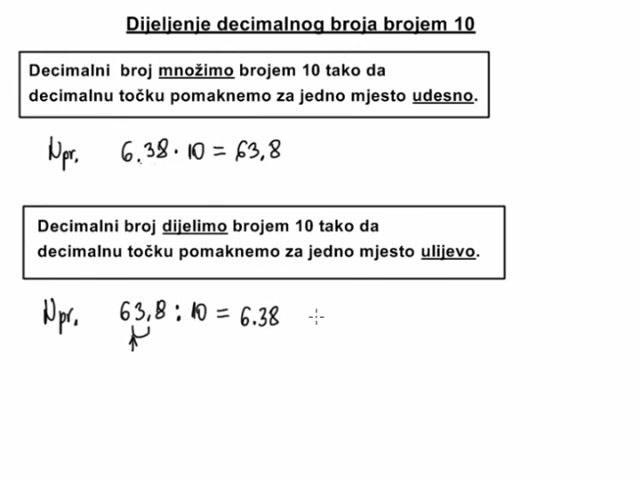 Dijeljenje decimalnog broja brojem 10
Decimalni broj množimo brojem 10 tako da
decimalnu točku pomaknemo za jedno mjesto udesno.
Npr. 6.38 · 10 = 63,8
Decimalni broj dijelimo brojem 10 tako da
decimalnu točku pomaknemo za jedno mjesto ulijevo.
Npr. 63,8 : 10 = 6.38